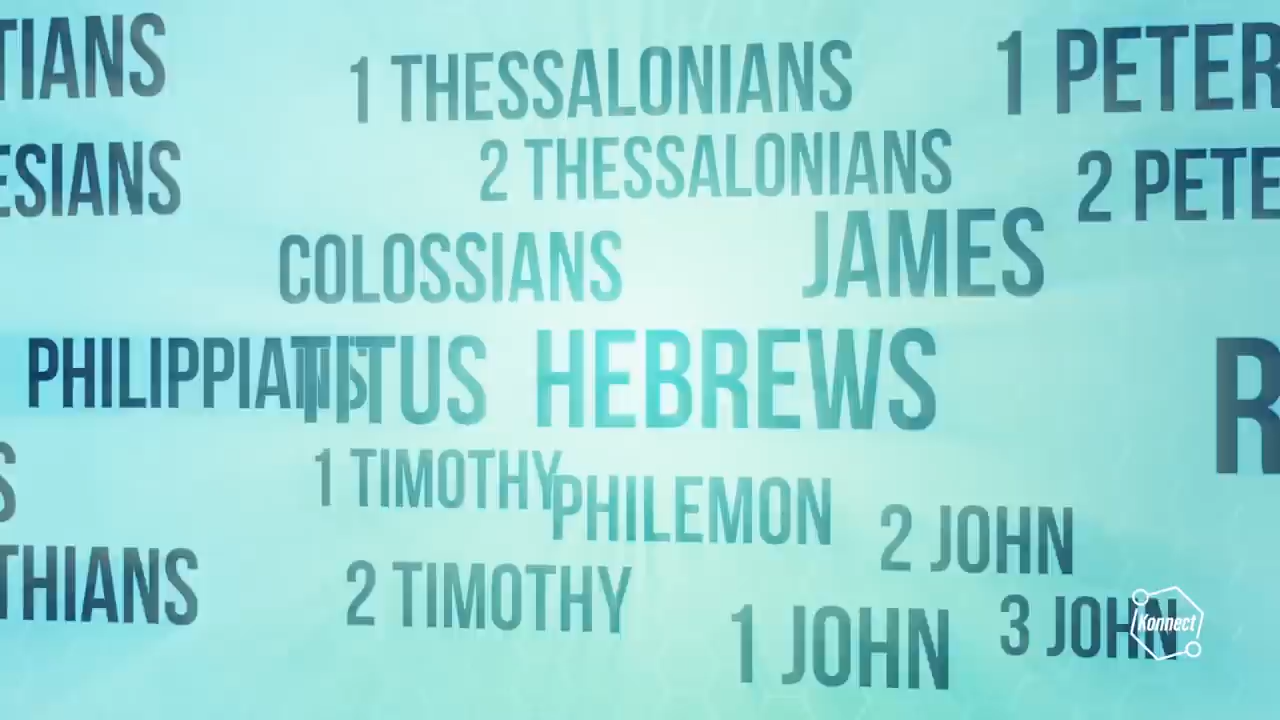 TIANS
1 THESSALONIANS
1 PETER
ESIANS
2 THESSALONIANS
2 PETE
COLOSSIANS
JAMES
PHILIPPIANS
TITUS
HEBREWS
R
S
1 TIMOTHY
PHILEMON
2 JOHN
THIANS
2 TIMOTHY
1 JOHN
3 JOHN
Konnect